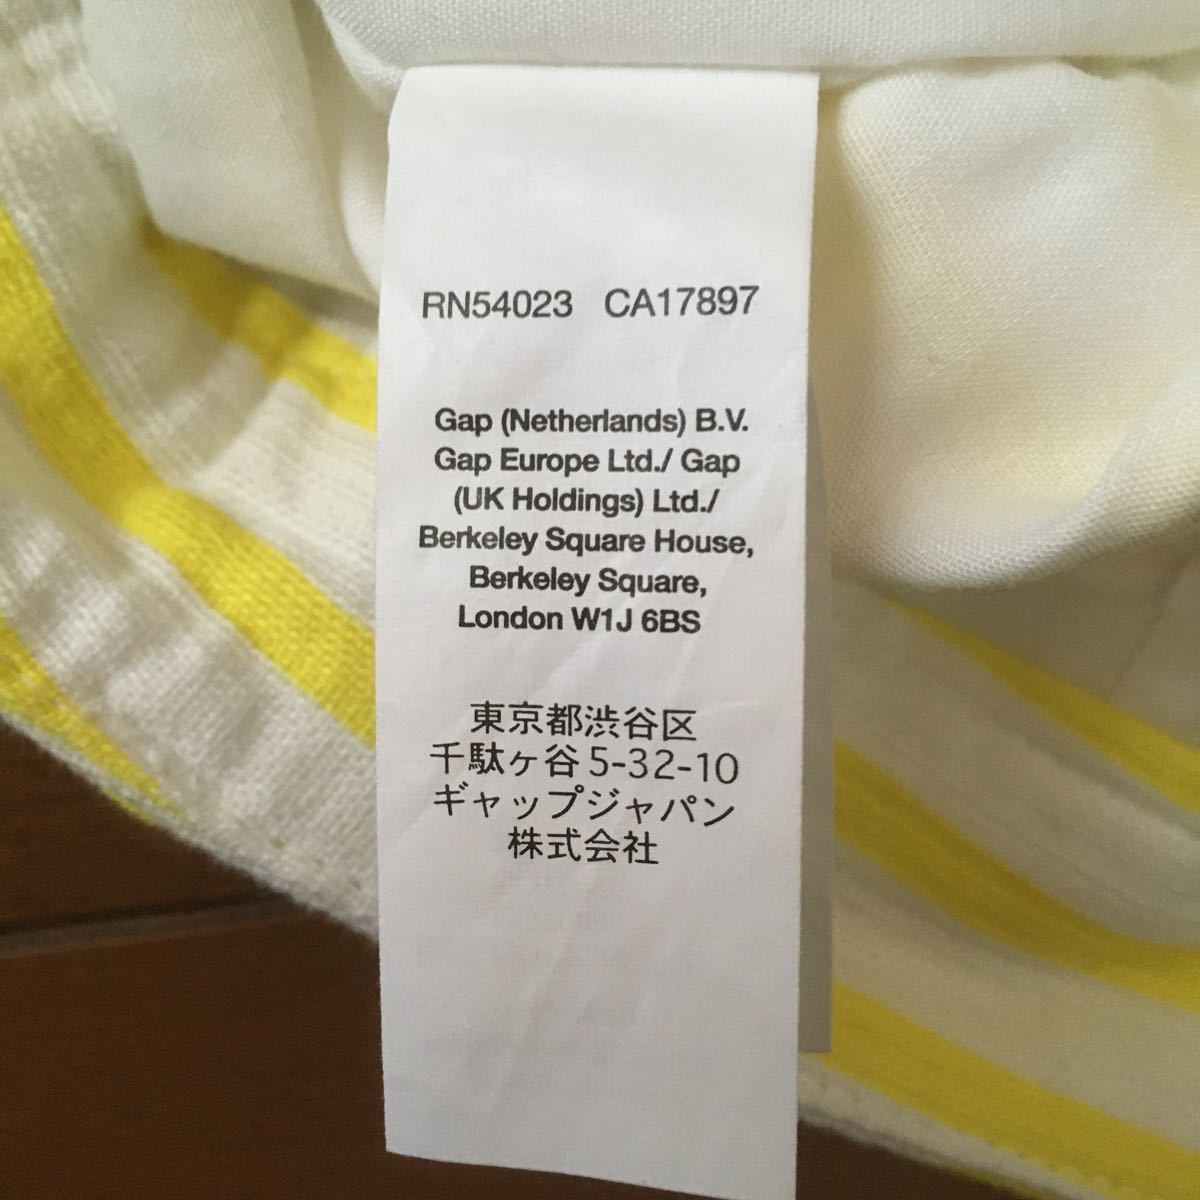 RN54023 CA17897
Gap (Netherlands) B.V.
Gap Europe Ltd./ Gap
(UK Holdings) Ltd./
Berkeley Square House,
Berkeley Square,
London W1J 6BS
東京都渋谷区
千駄ヶ谷5-32-10
ギャップジャパン
株式会社